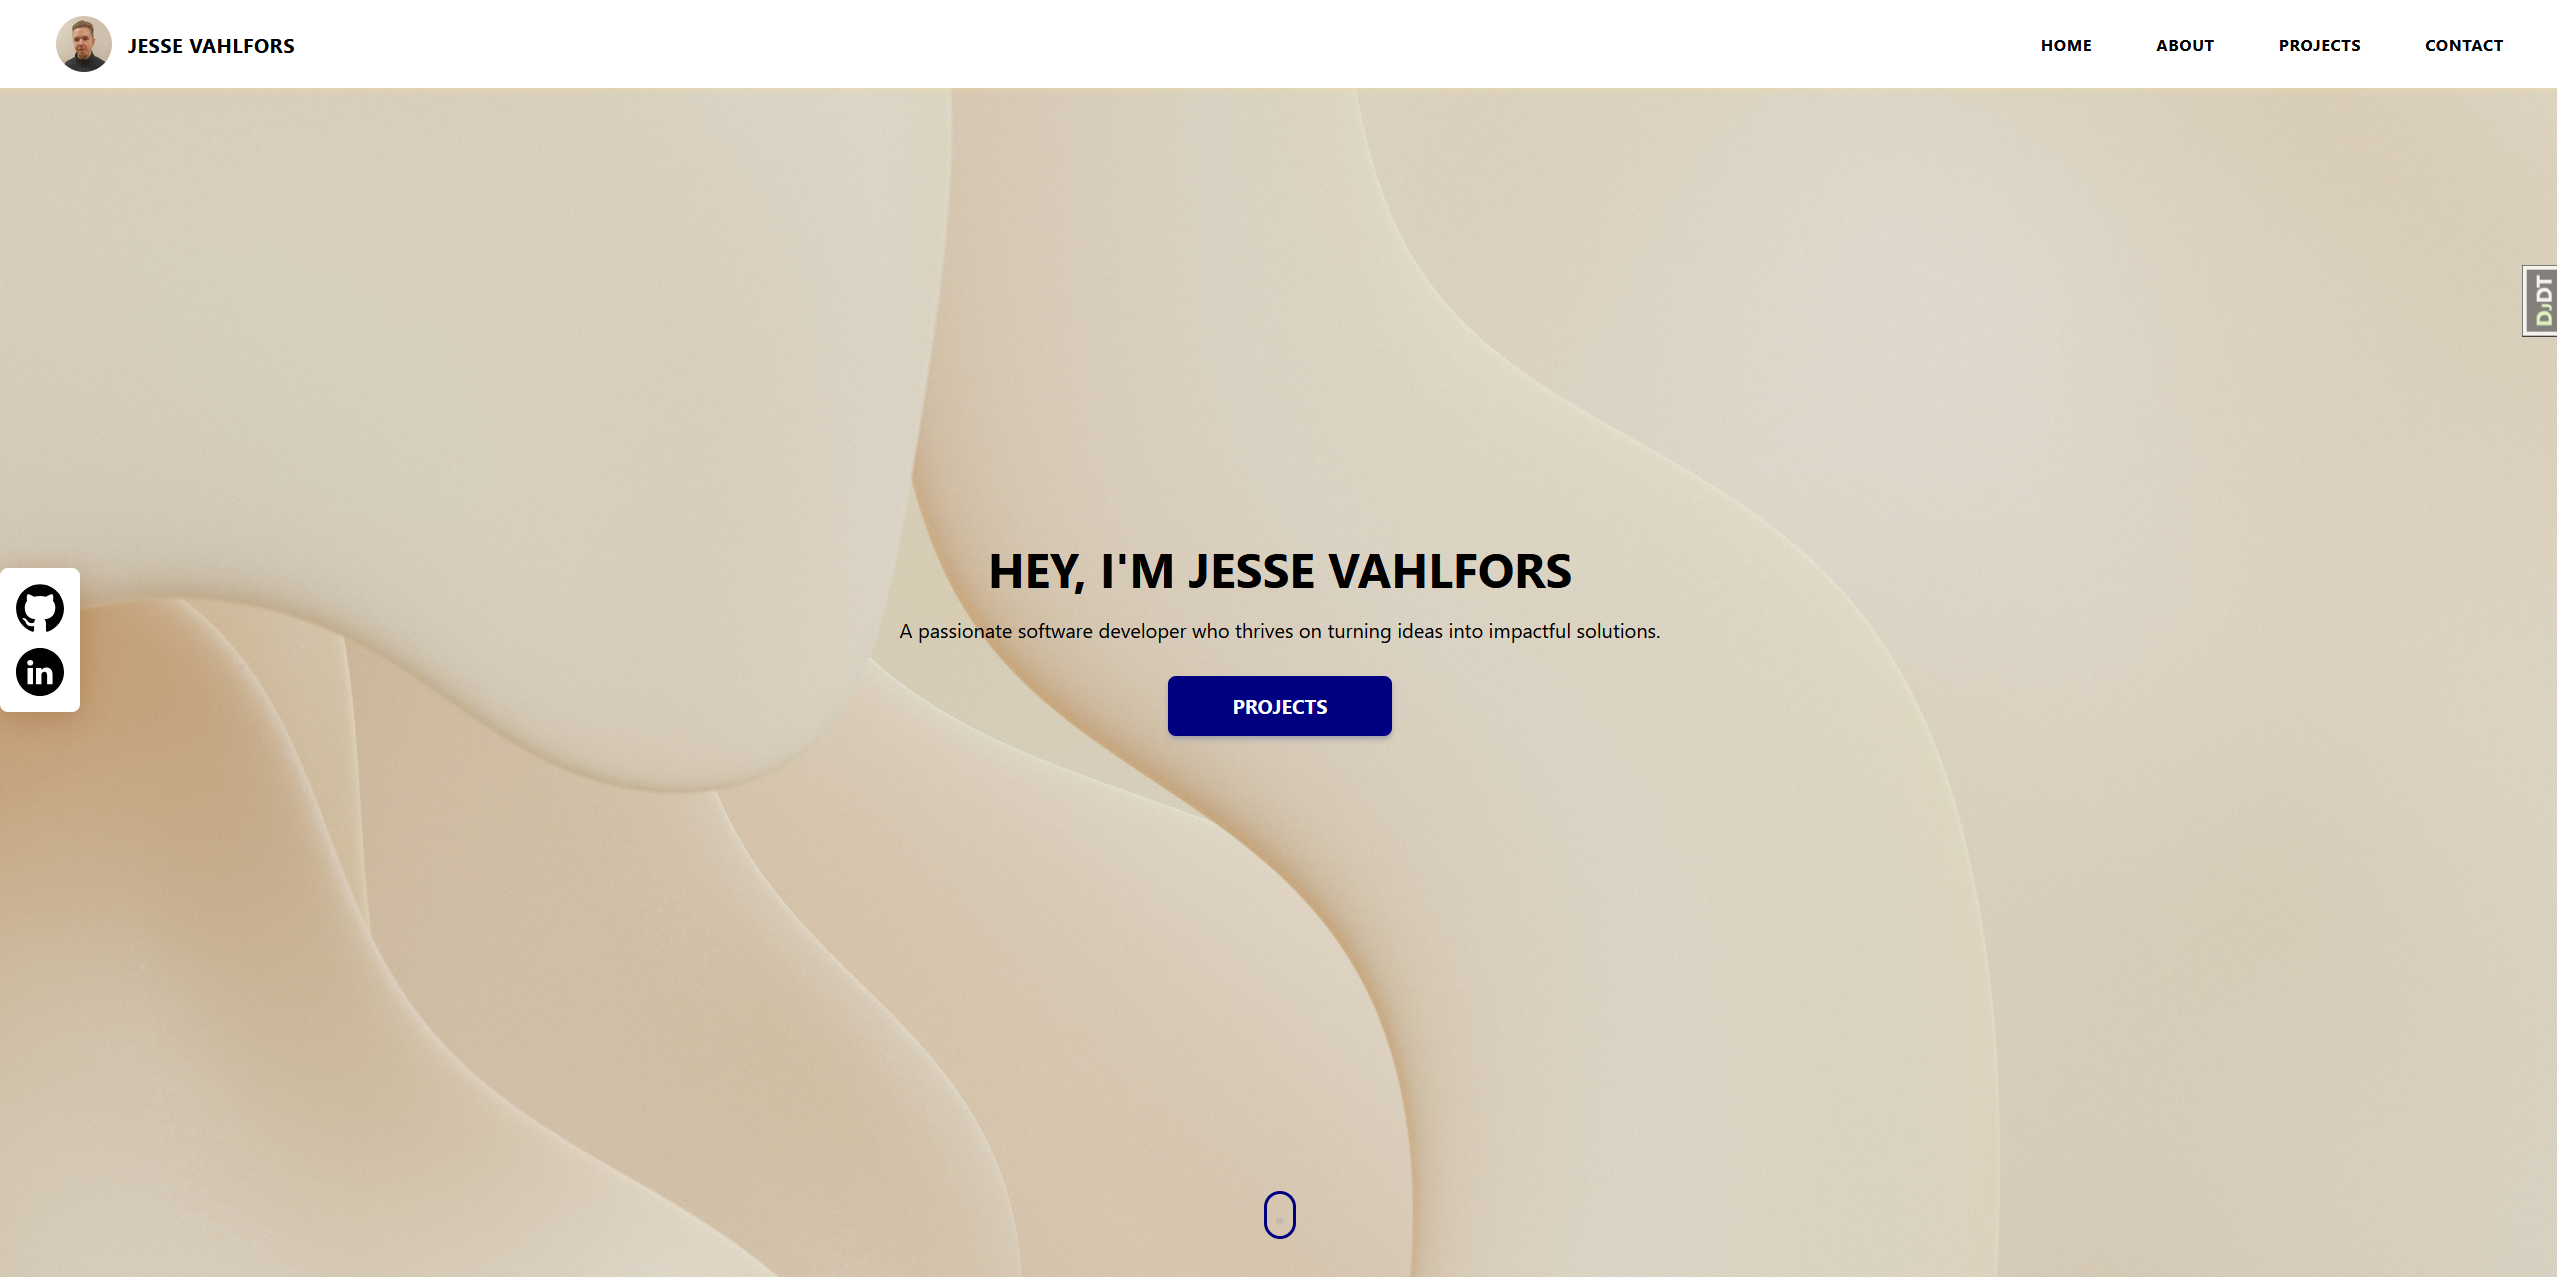 JESSE VAHLFORS
HOME ABOUT PROJECTS CONTACT
DJDT
HEY, I'M JESSE VAHLFORS
in
A passionate software developer who thrives on turning ideas into impactful solutions.
PROJECTS